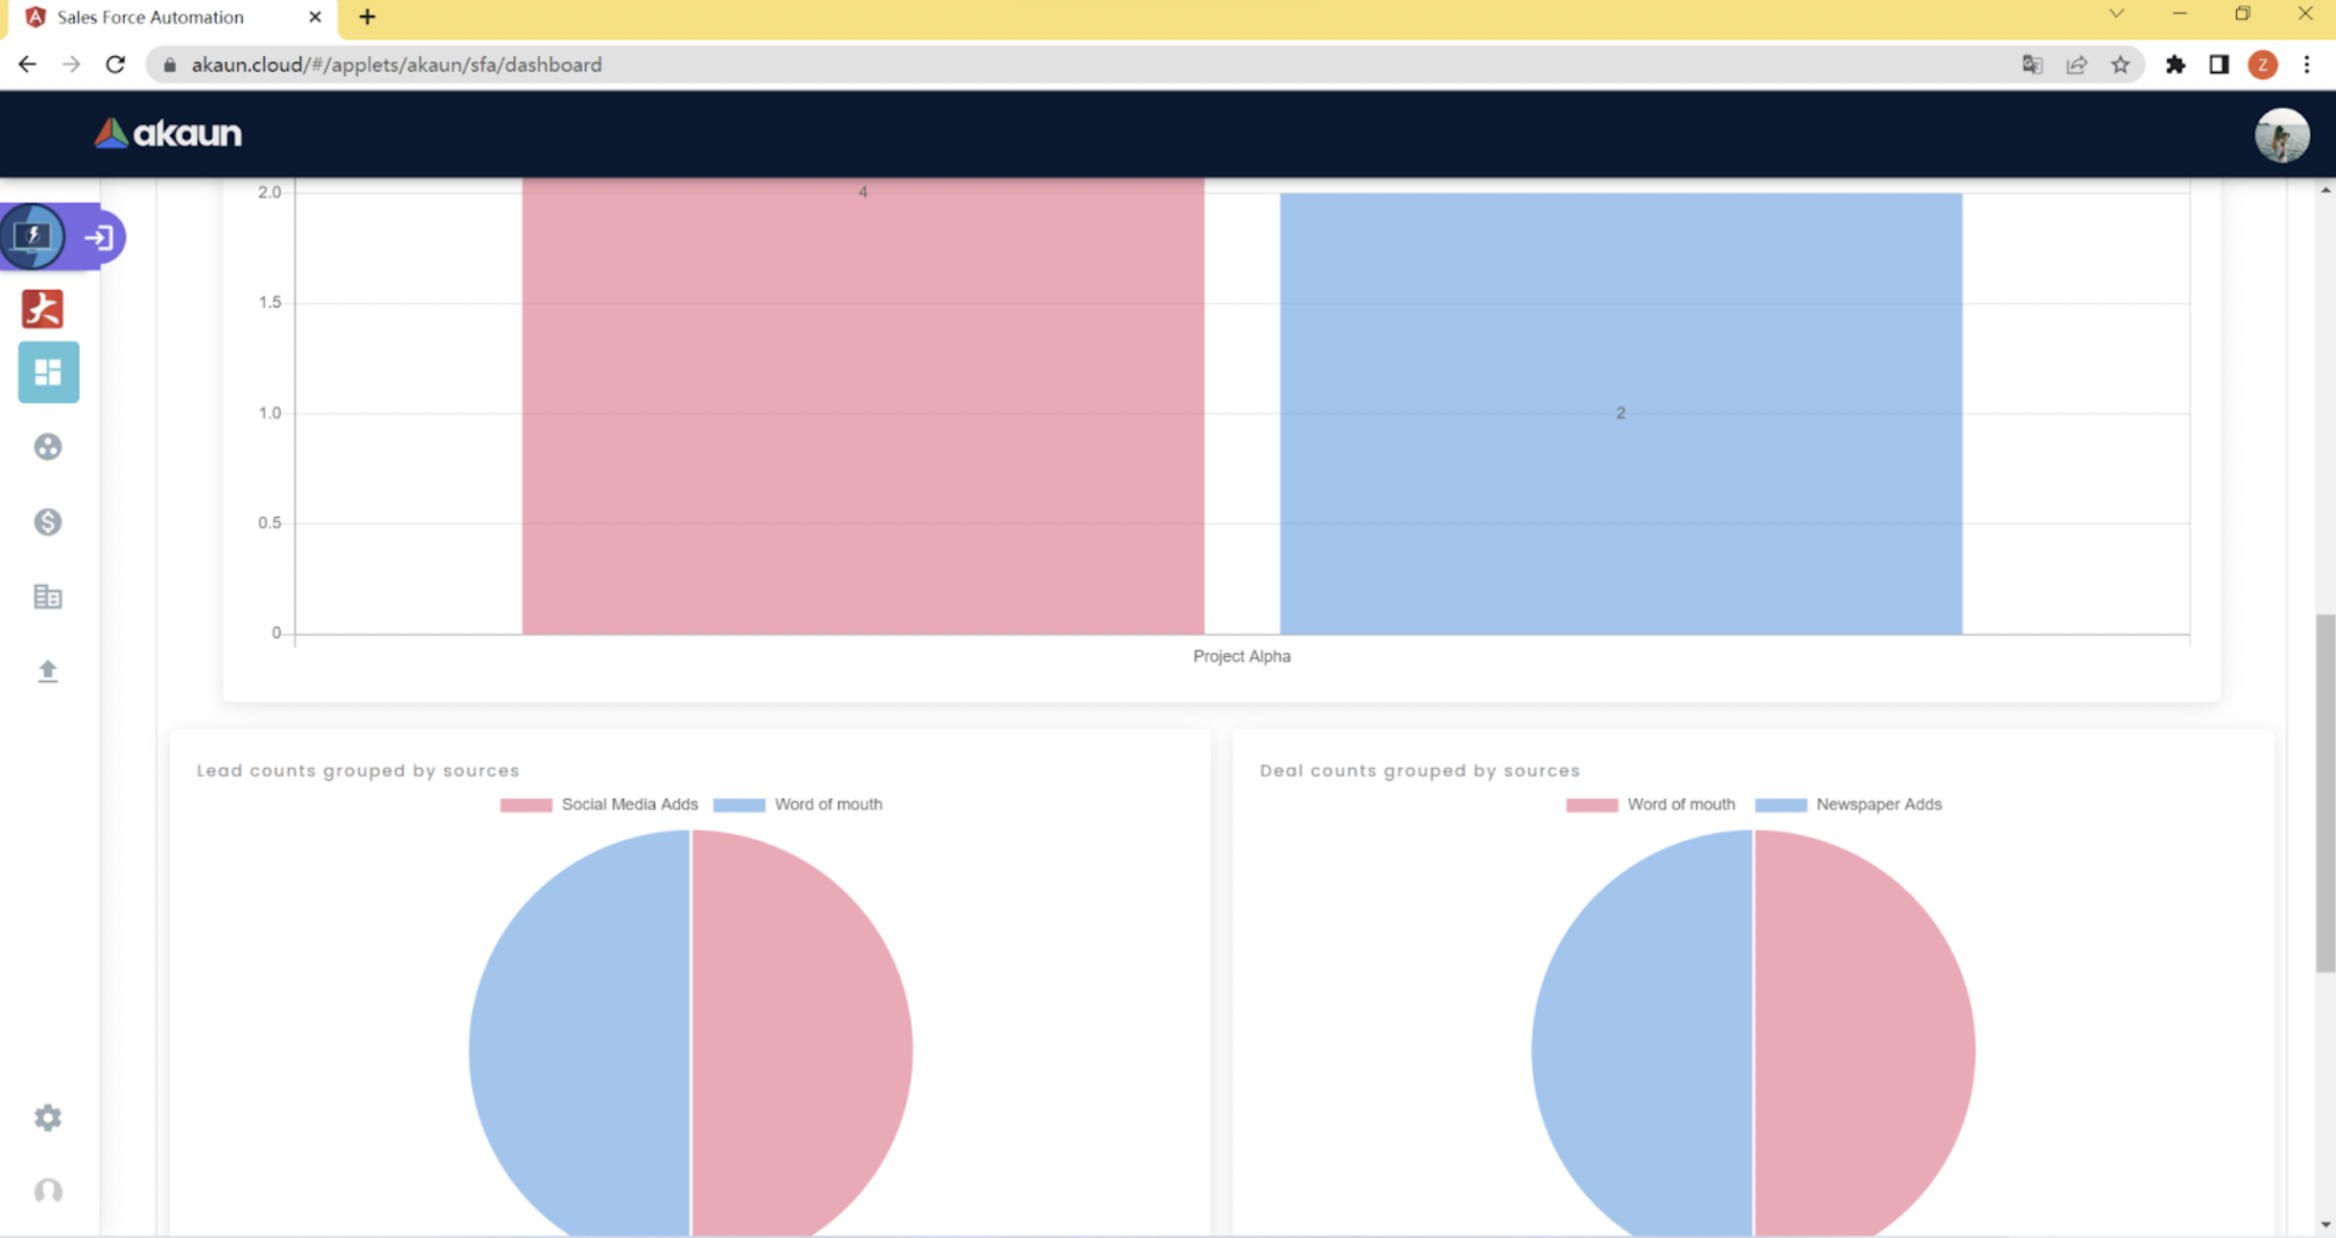 Sales Force Automation
akaun.cloud/#/applets/akaun/sfa/dashboard
Z
akaun
2.0
4
1.5
1.0
2
0.5
0
Project Alpha
Lead counts grouped by sources
Social Media Adds Word of mouth
Deal counts grouped by sources
Word of mouth Newspaper Adds